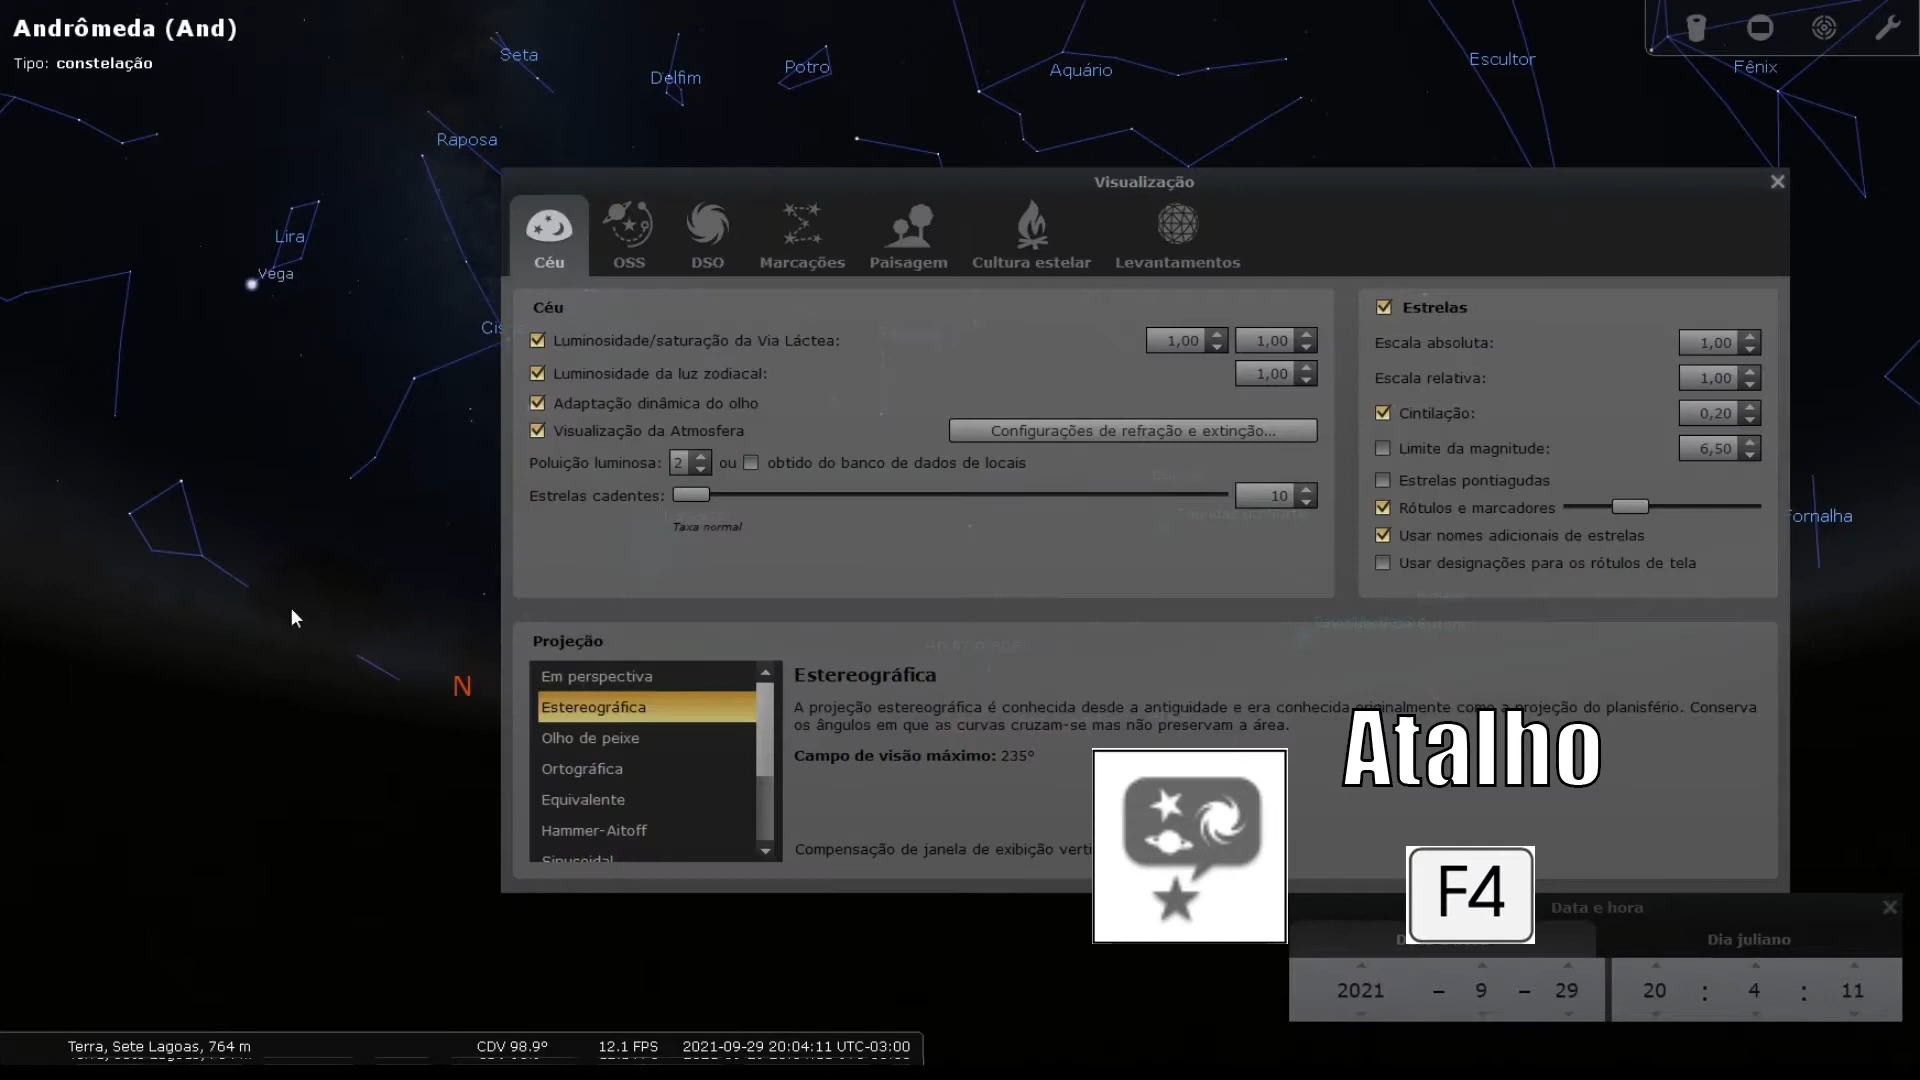 Andrômeda (And)
Tipo: constelação
Seta
Delfim
Potro
Aquário
Escultor
Fênix
Raposa
Lira
Vega
Visualização
Céu
OSS
DSO
Marcações
Paisagem
Cultura estelar
Levantamentos
Céu
Luminosidade/saturação da Via Láctea:
1,00
1,00
Luminosidade da luz zodiacal:
1,00
Adaptação dinâmica do olho
Visualização da Atmosfera
Configurações de refração e extinção...
Poluição luminosa:
2
ou
obtido do banco de dados de locais
Estrelas cadentes:
10
Taxa normal
Estrelas
Escala absoluta:
1,00
Escala relativa:
1,00
Cintilação:
0,20
Limite da magnitude:
6,50
Estrelas pontiagudas
Rótulos e marcadores
Usar nomes adicionais de estrelas
Usar designações para os rótulos de tela
Fornalha
N
Projeção
Em perspectiva
Estereográfica
Olho de peixe
Ortográfica
Equivalente
Hammer-Aitoff
Sinusoidal
Estereográfica
A projeção estereográfica é conhecida desde a antiguidade e era conhecida originalmente como a projeção do planisfério. Conserva
os ângulos em que as curvas cruzam-se mas não preservam a área.
Campo de visão máximo: 235º
Compensação de janela de exibição verti
Atalho
F4
Data e hora
Dia juliano
2021 – 9 – 29
20 : 4 : 11
Terra, Sete Lagoas, 764 m
CDV 98.9º
12.1 FPS
2021-09-29 20:04:11 UTC-03:00